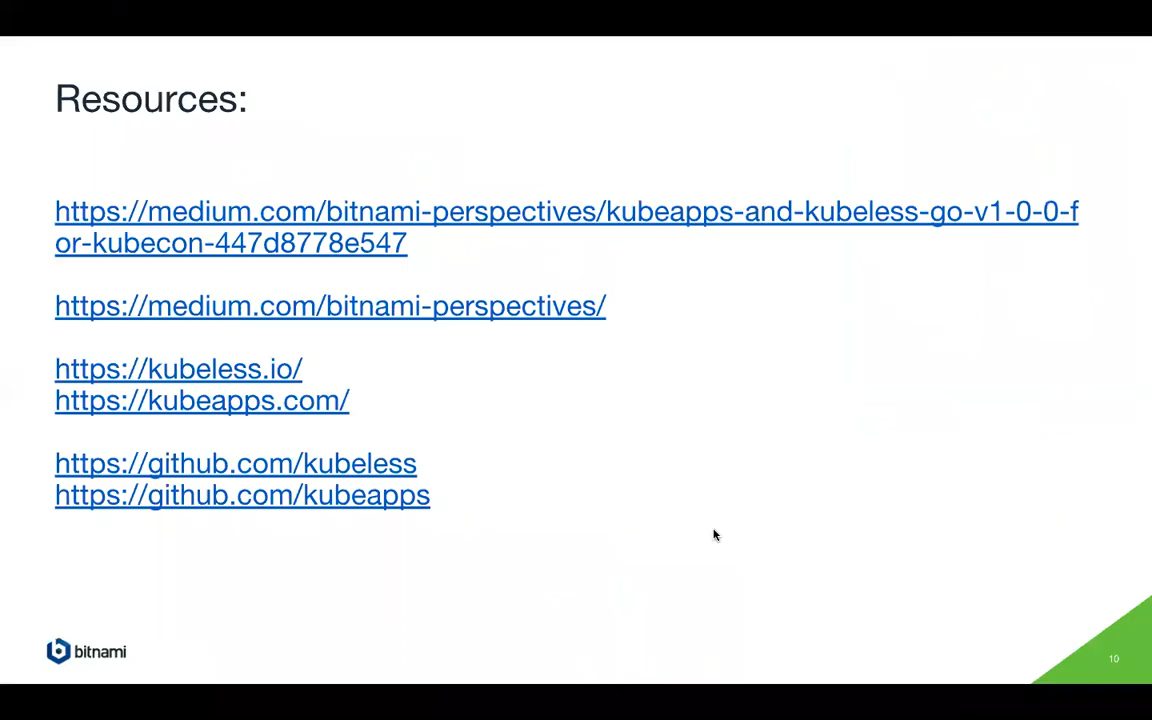 Resources:
https://medium.com/bitnami-perspectives/kubeapps-and-kubeless-go-v1-0-0-f
or-kubecon-447d8778e547
https://medium.com/bitnami-perspectives/
https://kubeless.io/
https://kubeapps.com/
https://github.com/kubeless
https://github.com/kubeapps
bitnami
10